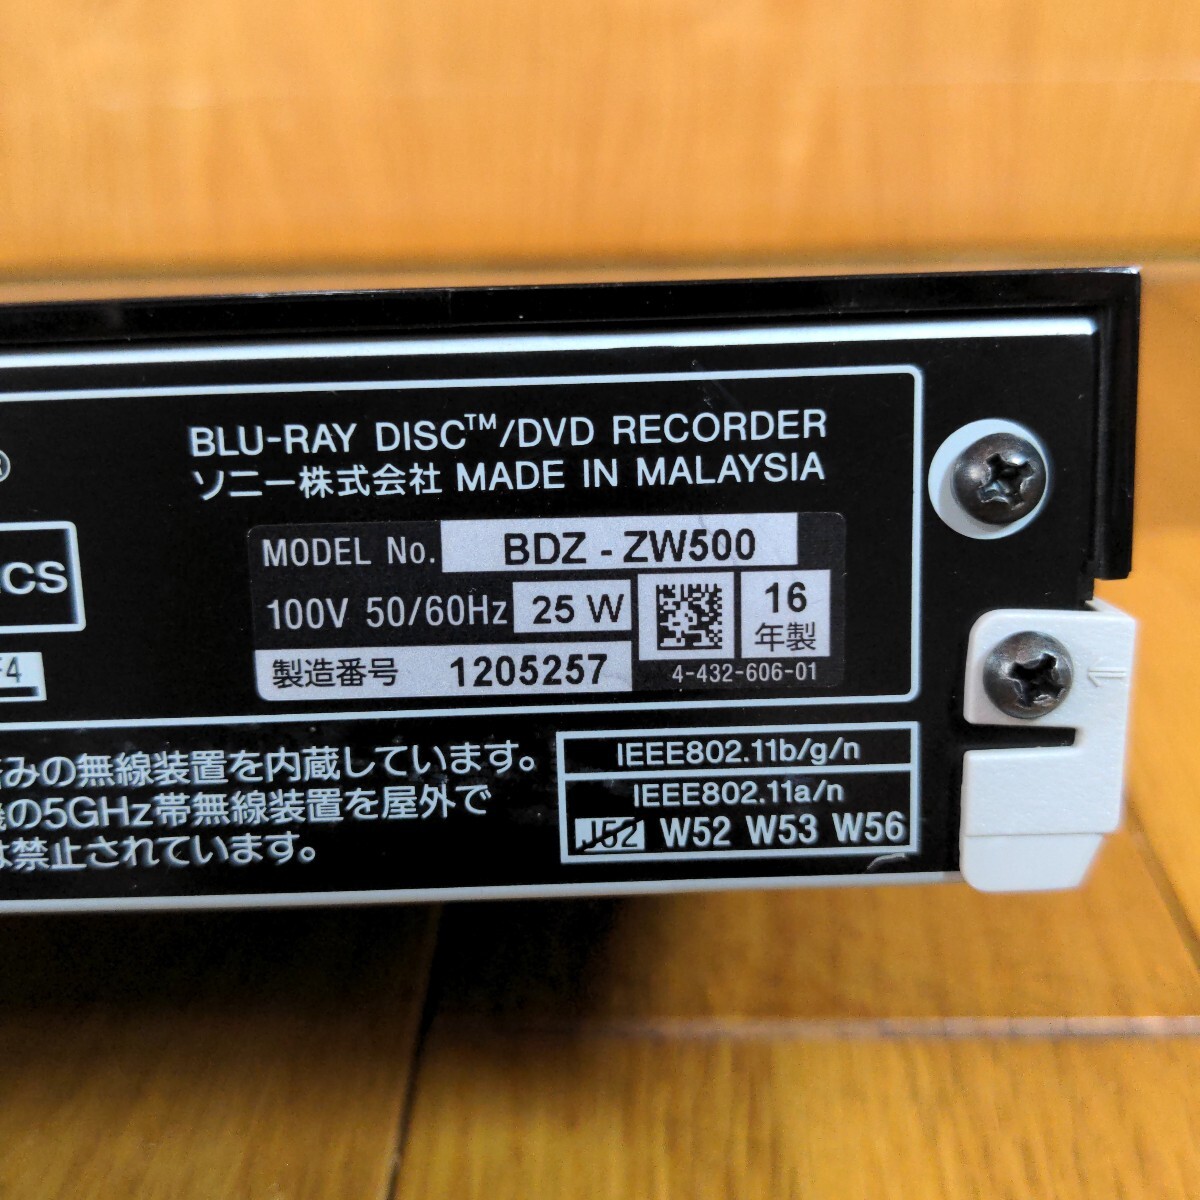 BLU-RAY DISC™/DVD RECORDER
ソニー株式会社 MADE IN MALAYSIA
®
MODEL No. BDZ - ZW500
100V 50/60Hz 25 W
16
年製
製造番号 1205257
4-432-606-01
ICS
F4
済みの無線装置を内蔵しています。
の5GHz帯無線装置を屋外で
は禁止されています。
IEEE802.11b/g/n
IEEE802.11a/n
J52 W52 W53 W56